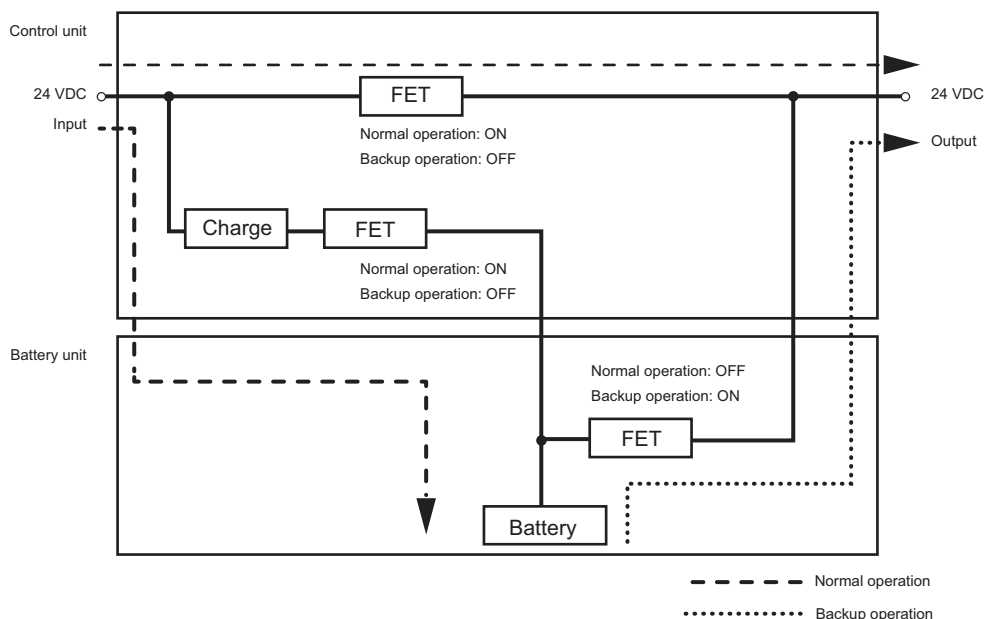 Control unit
24 VDC
Input
FET
Normal operation: ON
Backup operation: OFF
24 VDC
Output
Charge
FET
Normal operation: ON
Backup operation: OFF
Battery unit
Normal operation: OFF
Backup operation: ON
FET
Battery
Normal operation
Backup operation